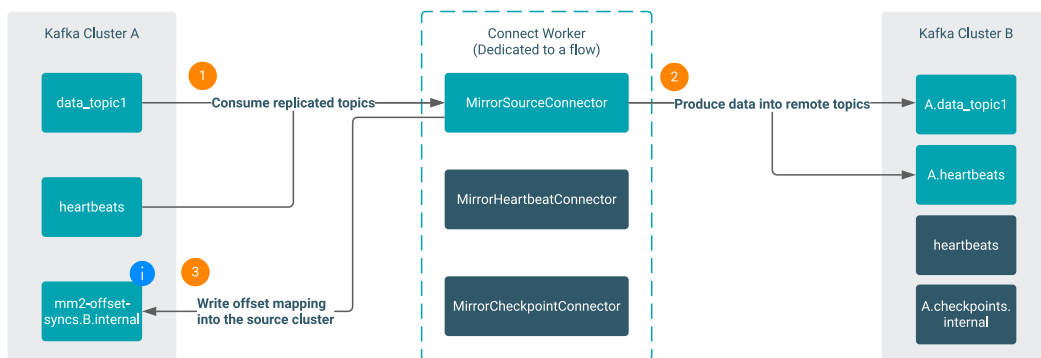 Kafka Cluster A
Connect Worker
(Dedicated to a flow)
Kafka Cluster B
1
2
data_topic1
Consume replicated topics
MirrorSourceConnector
Produce data into remote topics
A.data_topic1
heartbeats
MirrorHeartbeatConnector
A.heartbeats
heartbeats
i
3
mm2-offset-
syncs.B.internal
Write offset mapping
into the source cluster
MirrorCheckpointConnector
A.checkpoints.
internal